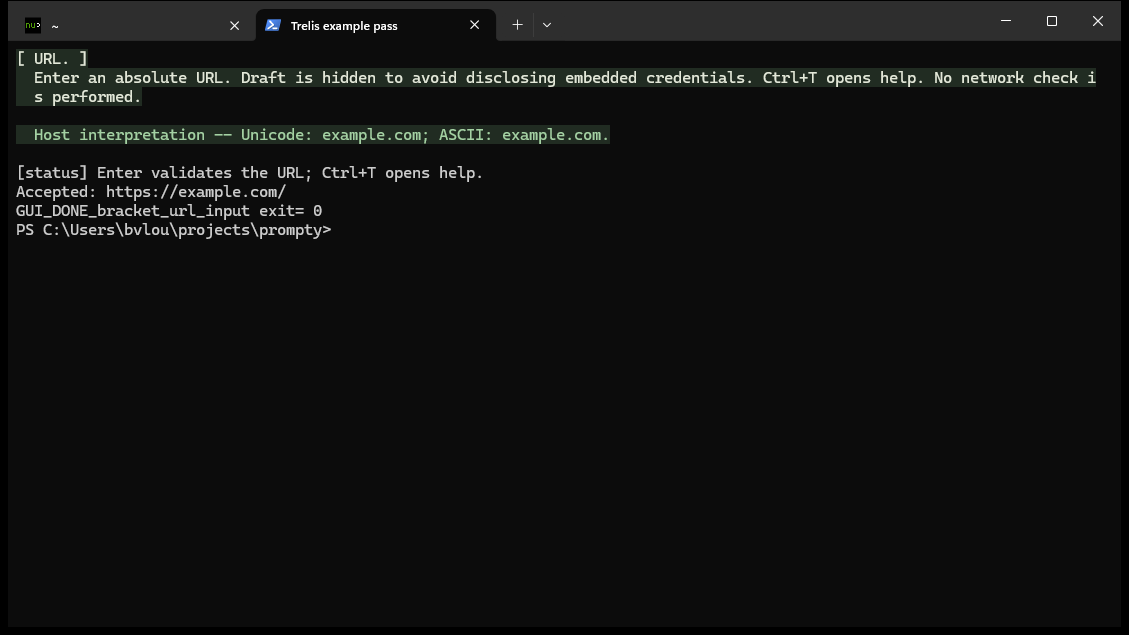 nu> ~
Trelis example pass
[ URL. ]
Enter an absolute URL. Draft is hidden to avoid disclosing embedded credentials. Ctrl+T opens help. No network check i
s performed.
Host interpretation -- Unicode: example.com; ASCII: example.com.
[status] Enter validates the URL; Ctrl+T opens help.
Accepted: https://example.com/
GUI_DONE_bracket_url_input exit= 0
PS C:\Users\bvlou\projects\prompty>